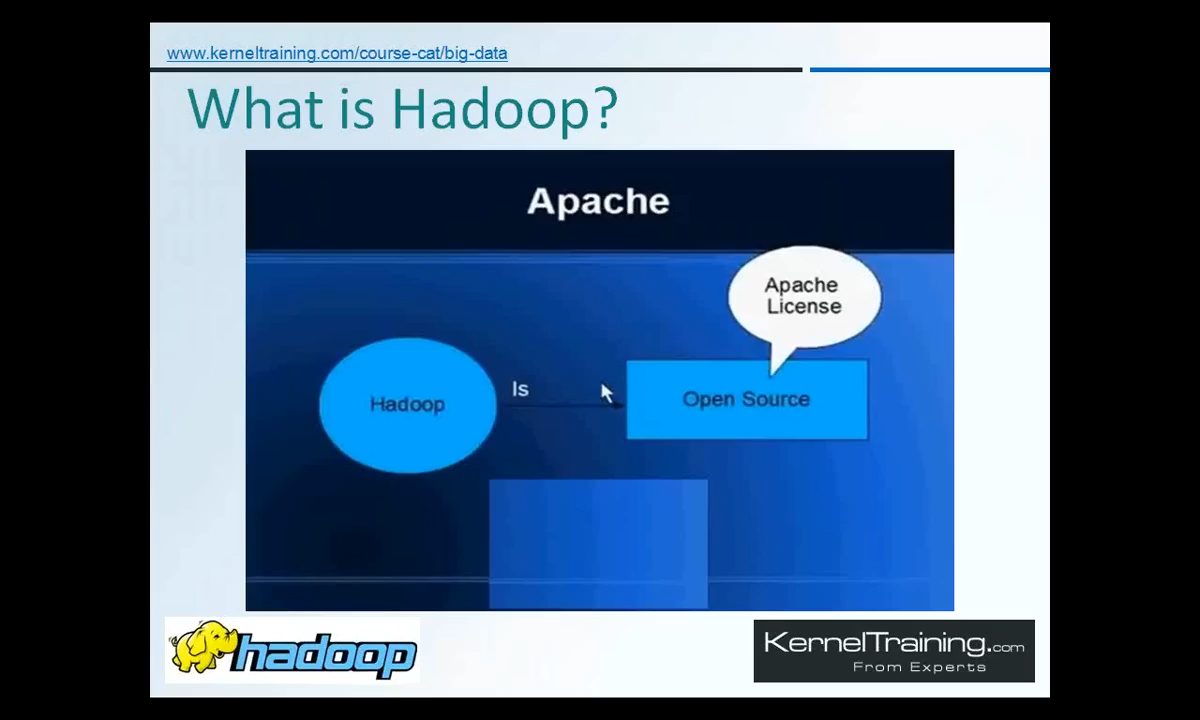 www.kerneltraining.com/course-cat/big-data
What is Hadoop?
Apache
Apache
License
Hadoop
Is
Open Source
hadoop
KernelTraining.com
From Experts